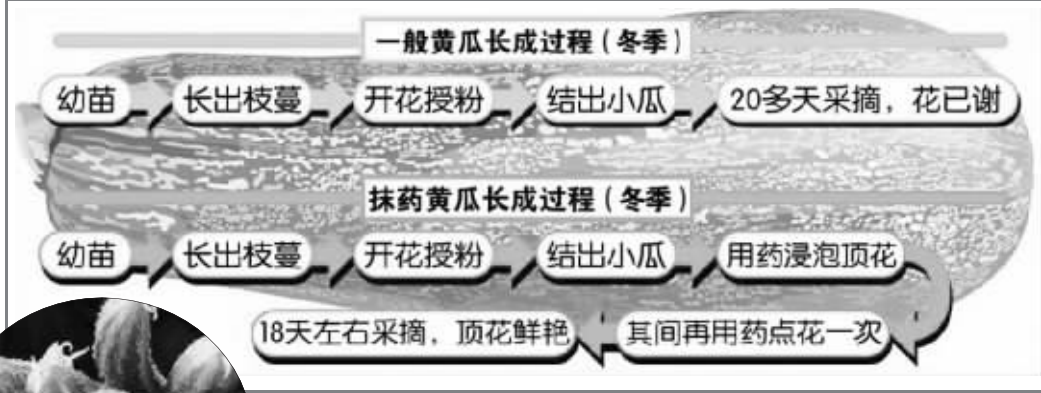 一般黄瓜长成过程（冬季）
幼苗 长出枝蔓 开花授粉 结出小瓜 20多天采摘，花已谢
抹药黄瓜长成过程（冬季）
幼苗 长出枝蔓 开花授粉 结出小瓜 用药浸泡顶花
其间再用药点花一次
18天左右采摘，顶花鲜艳